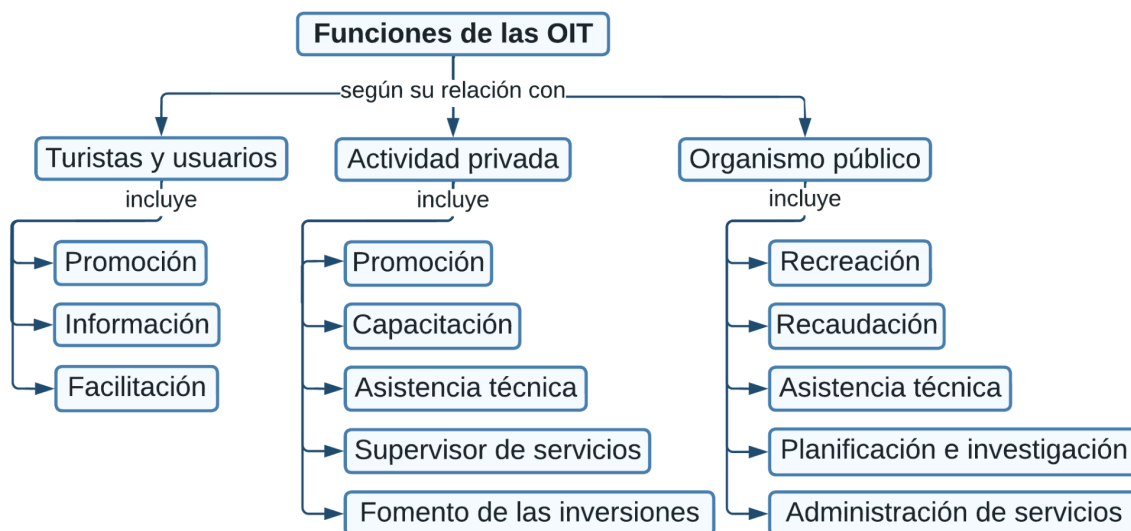 Funciones de las OIT
según su relación con
Turistas y usuarios
incluye
Promoción
Información
Facilitación
Actividad privada
incluye
Promoción
Capacitación
Asistencia técnica
Supervisor de servicios
Fomento de las inversiones
Organismo público
incluye
Recreación
Recaudación
Asistencia técnica
Planificación e investigación
Administración de servicios